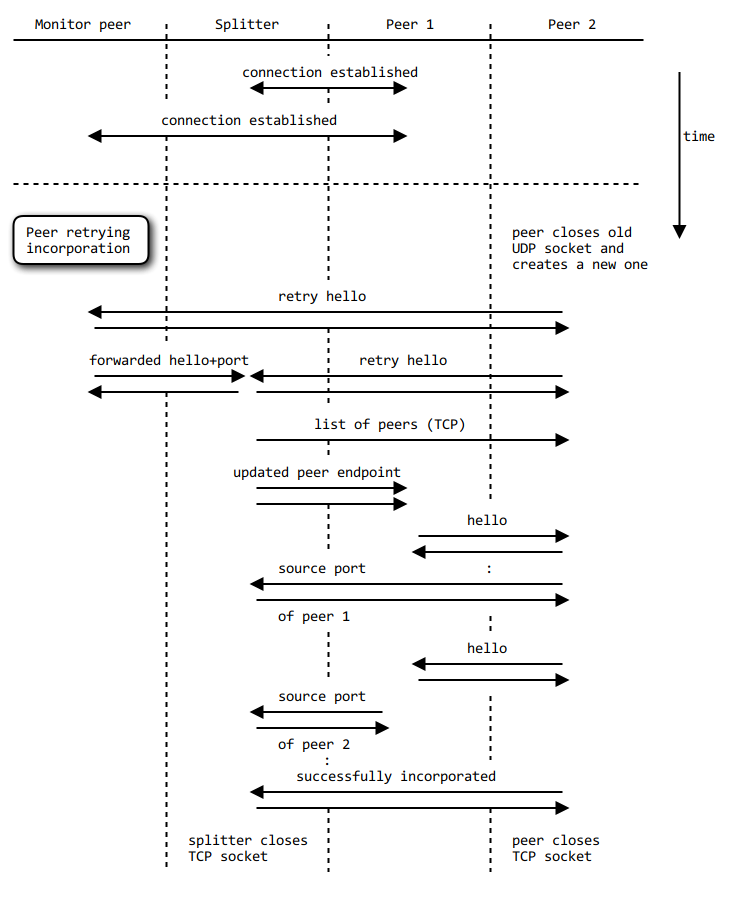 Monitor peer Splitter Peer 1 Peer 2
connection established
connection established
time
Peer retrying
incorporation
peer closes old
UDP socket and
creates a new one
retry hello
forwarded hello+port retry hello
list of peers (TCP)
updated peer endpoint
hello
source port :
of peer 1
hello
source port
of peer 2
:
successfully incorporated
splitter closes
TCP socket
peer closes
TCP socket